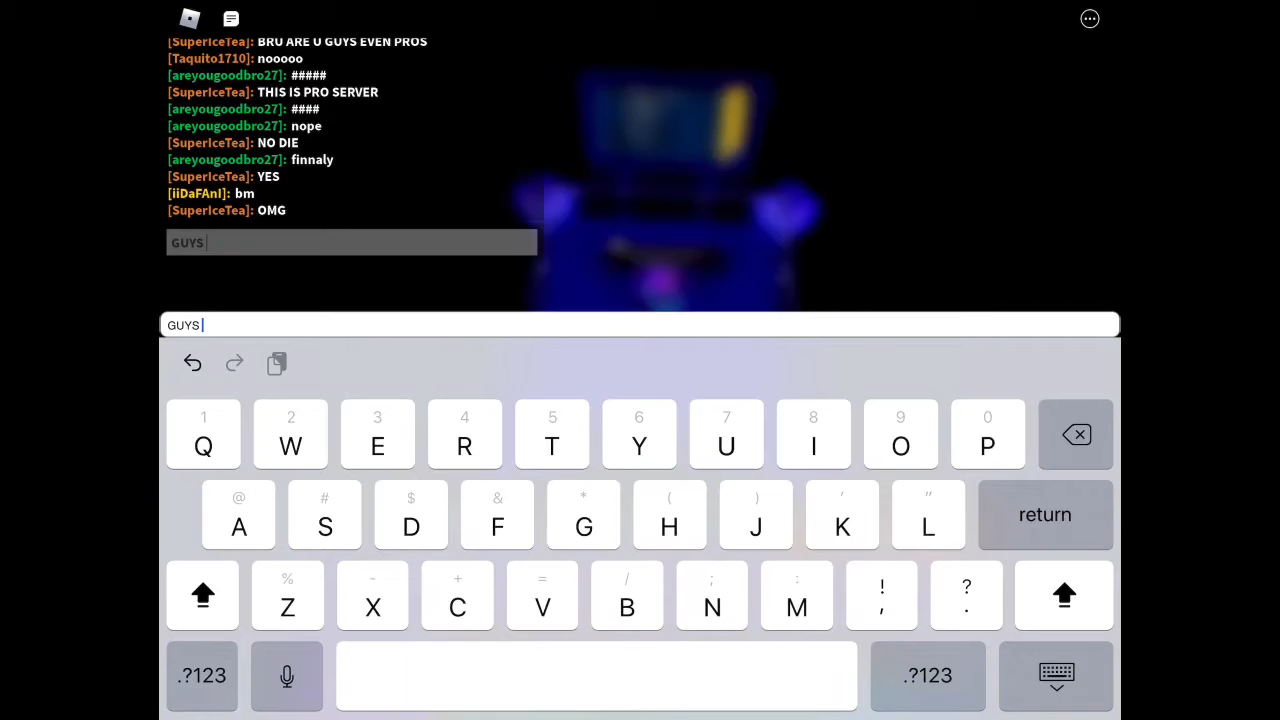 [SuperIceTea]: BRU ARE U GUYS EVEN PROS
[Taquito1710]: nooooo
[areyougoodbro27]: #####
[SuperIceTea]: THIS IS PRO SERVER
[areyougoodbro27]: ####
[areyougoodbro27]: nope
[SuperIceTea]: NO DIE
[areyougoodbro27]: finnaly
[SuperIceTea]: YES
[iiDaFAnI]: bm
[SuperIceTea]: OMG
GUYS
GUYS
1 2 3 4 5 6 7 8 9 0
Q W E R T Y U I O P
@ # $ & * ( ) ' "
A S D F G H J K L return
% - + = / ; : ! ?
Z X C V B N M , .
.?123 .?123